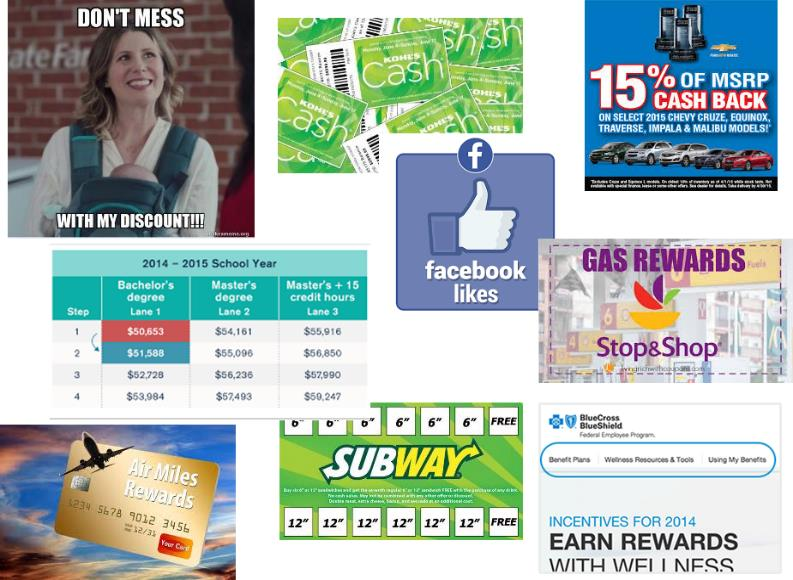 DON'T MESS
WITH MY DISCOUNT!!!
KOHL'S
Cash
KOHL'S
Cash
KOHL'S
15% OF MSRP
CASH BACK
ON SELECT 2015 CHEVY CRUZE, EQUINOX,
TRAVERSE, IMPALA & MALIBU MODELS!*
f
facebook
likes
GAS REWARDS
Stop&Shop
2014 – 2015 School Year
Step
Bachelor's degree Lane 1
Master's degree Lane 2
Master's + 15 credit hours Lane 3
1 $50,653 $54,161 $55,916
2 $51,588 $55,096 $56,850
3 $52,728 $56,236 $57,990
4 $53,984 $57,493 $59,247
Air Miles
Rewards
1234 5678 9012 3456
12/31
Your Card
6" 6" 6" 6" 6" 6" FREE
SUBWAY
12" 12" 12" 12" 12" 12" FREE
BlueCross
BlueShield
Federal Employee Program.
Benefit Plans Wellness Resources & Tools Using My Benefits
INCENTIVES FOR 2014
EARN REWARDS
WITH WELLNESS